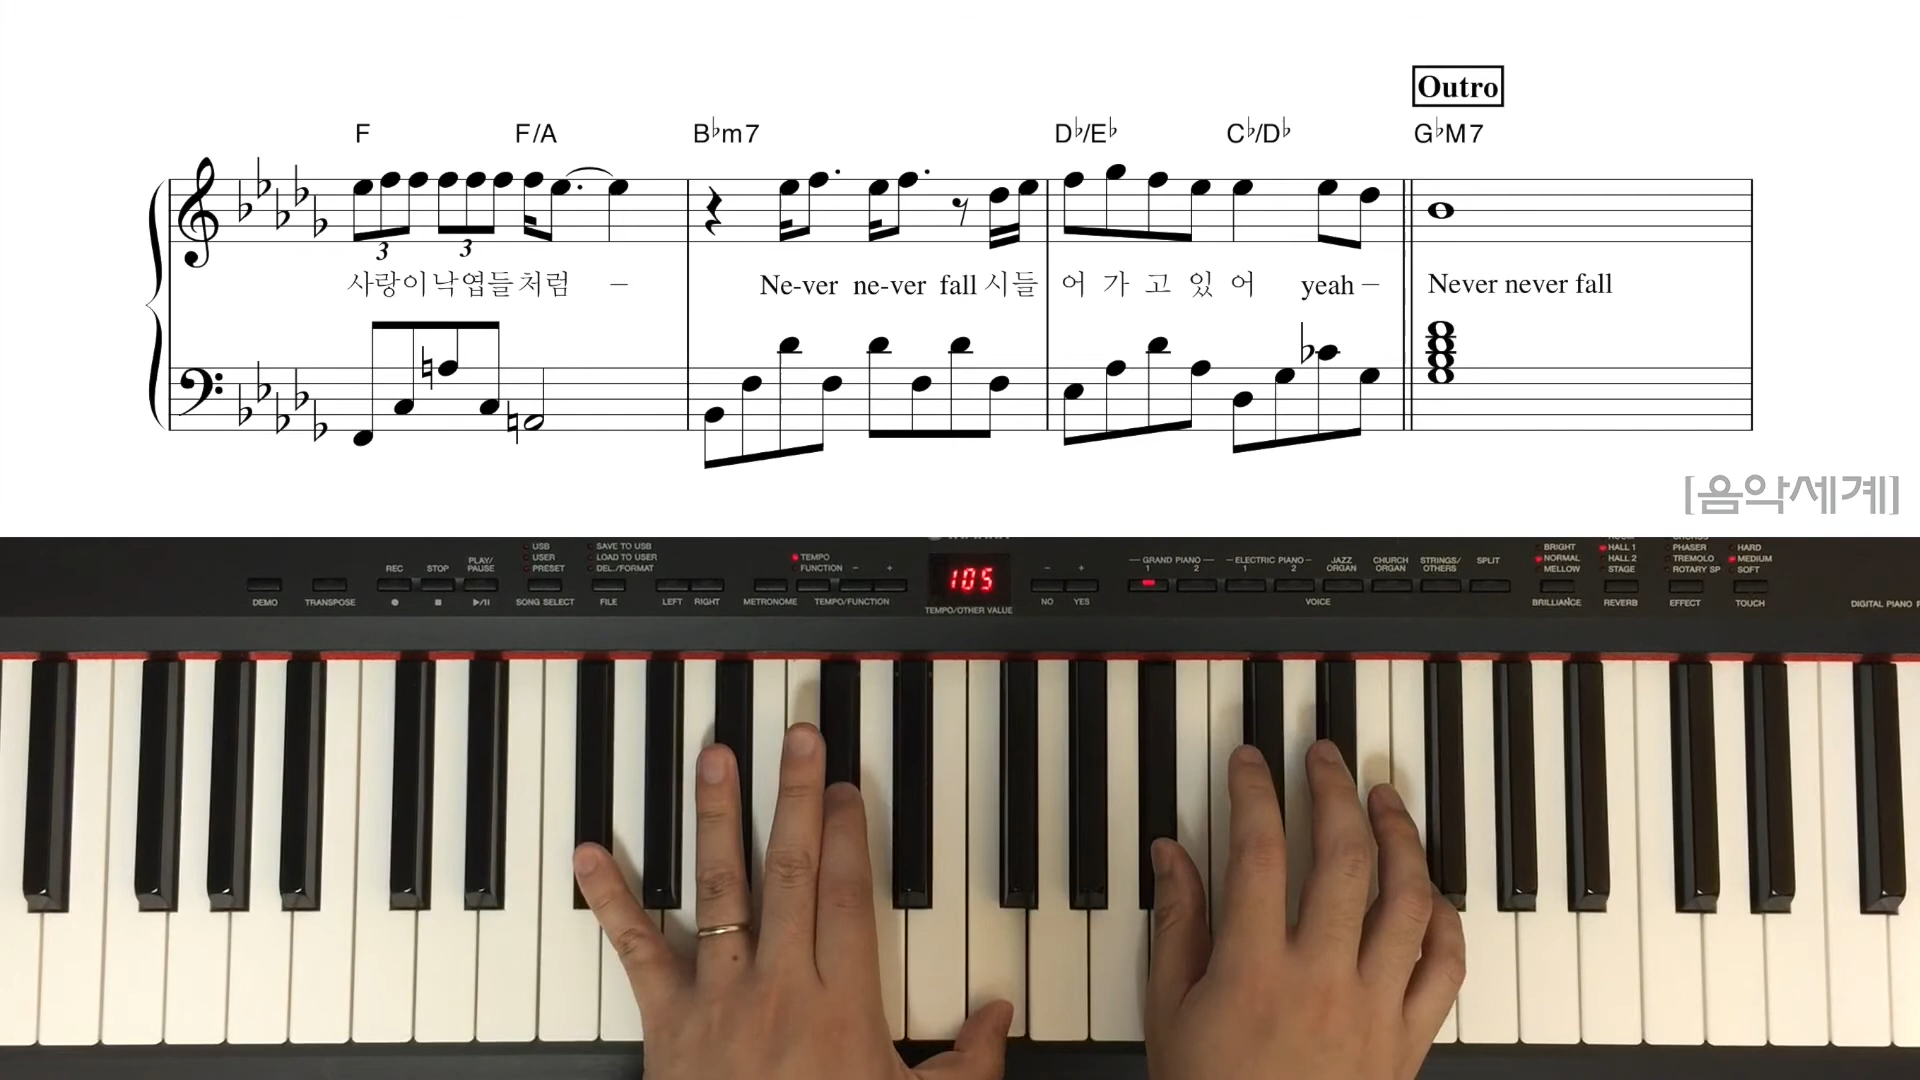 Outro
F F/A B♭m7 D♭/E♭ C♭/D♭ G♭M7
3 3
사랑이 낙엽들 처럼 – Ne-ver ne-ver fall 시들 어 가 고 있 어 yeah – Never never fall
[음악세계]
USB SAVE TO USB TEMPO
USER LOAD TO USER FUNCTION − +
PRESET DEL./FORMAT
REC STOP PLAY/PAUSE
DEMO TRANSPOSE SONG SELECT FILE LEFT RIGHT METRONOME TEMPO/FUNCTION
105
TEMPO/OTHER VALUE
− +
NO YES
GRAND PIANO ELECTRIC PIANO JAZZ ORGAN CHURCH ORGAN STRINGS/OTHERS SPLIT
1 2 1 2
VOICE
BRIGHT HALL 1 PHASER HARD
NORMAL HALL 2 TREMOLO MEDIUM
MELLOW STAGE ROTARY SP SOFT
BRILLIANCE REVERB EFFECT TOUCH
DIGITAL PIANO